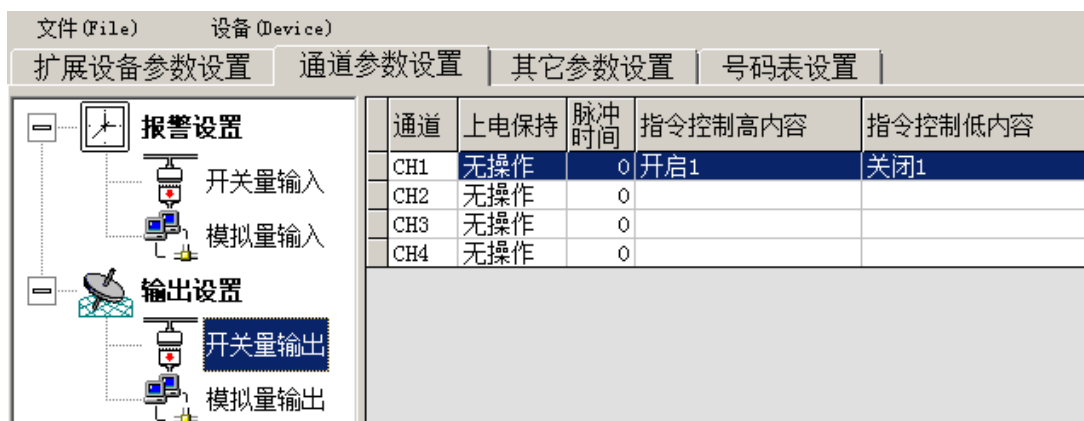 文件(File) 设备(Device)
扩展设备参数设置 通道参数设置 其它参数设置 号码表设置
报警设置
开关量输入
模拟量输入
输出设置
开关量输出
模拟量输出
通道 上电保持 脉冲时间 指令控制高内容 指令控制低内容
CH1 无操作 0 开启1 关闭1
CH2 无操作 0
CH3 无操作 0
CH4 无操作 0